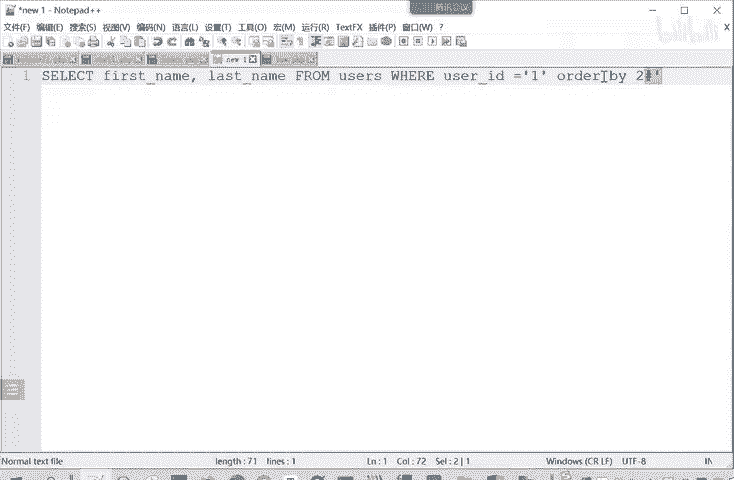 *new 1 - Notepad++
腾讯会议
bilibili
文件(F) 编辑(E) 搜索(S) 视图(V) 编码(N) 语言(L) 设置(T) 工具(O) 宏(M) 运行(R) TextFX 插件(P) 窗口(W) ?
X
new 1
1 SELECT first_name, last_name FROM users WHERE user_id ='1' order by 2#'
Normal text file
length : 71 lines : 1
Ln : 1 Col : 72 Sel : 2 | 1
Windows (CR LF)
UTF-8
IN